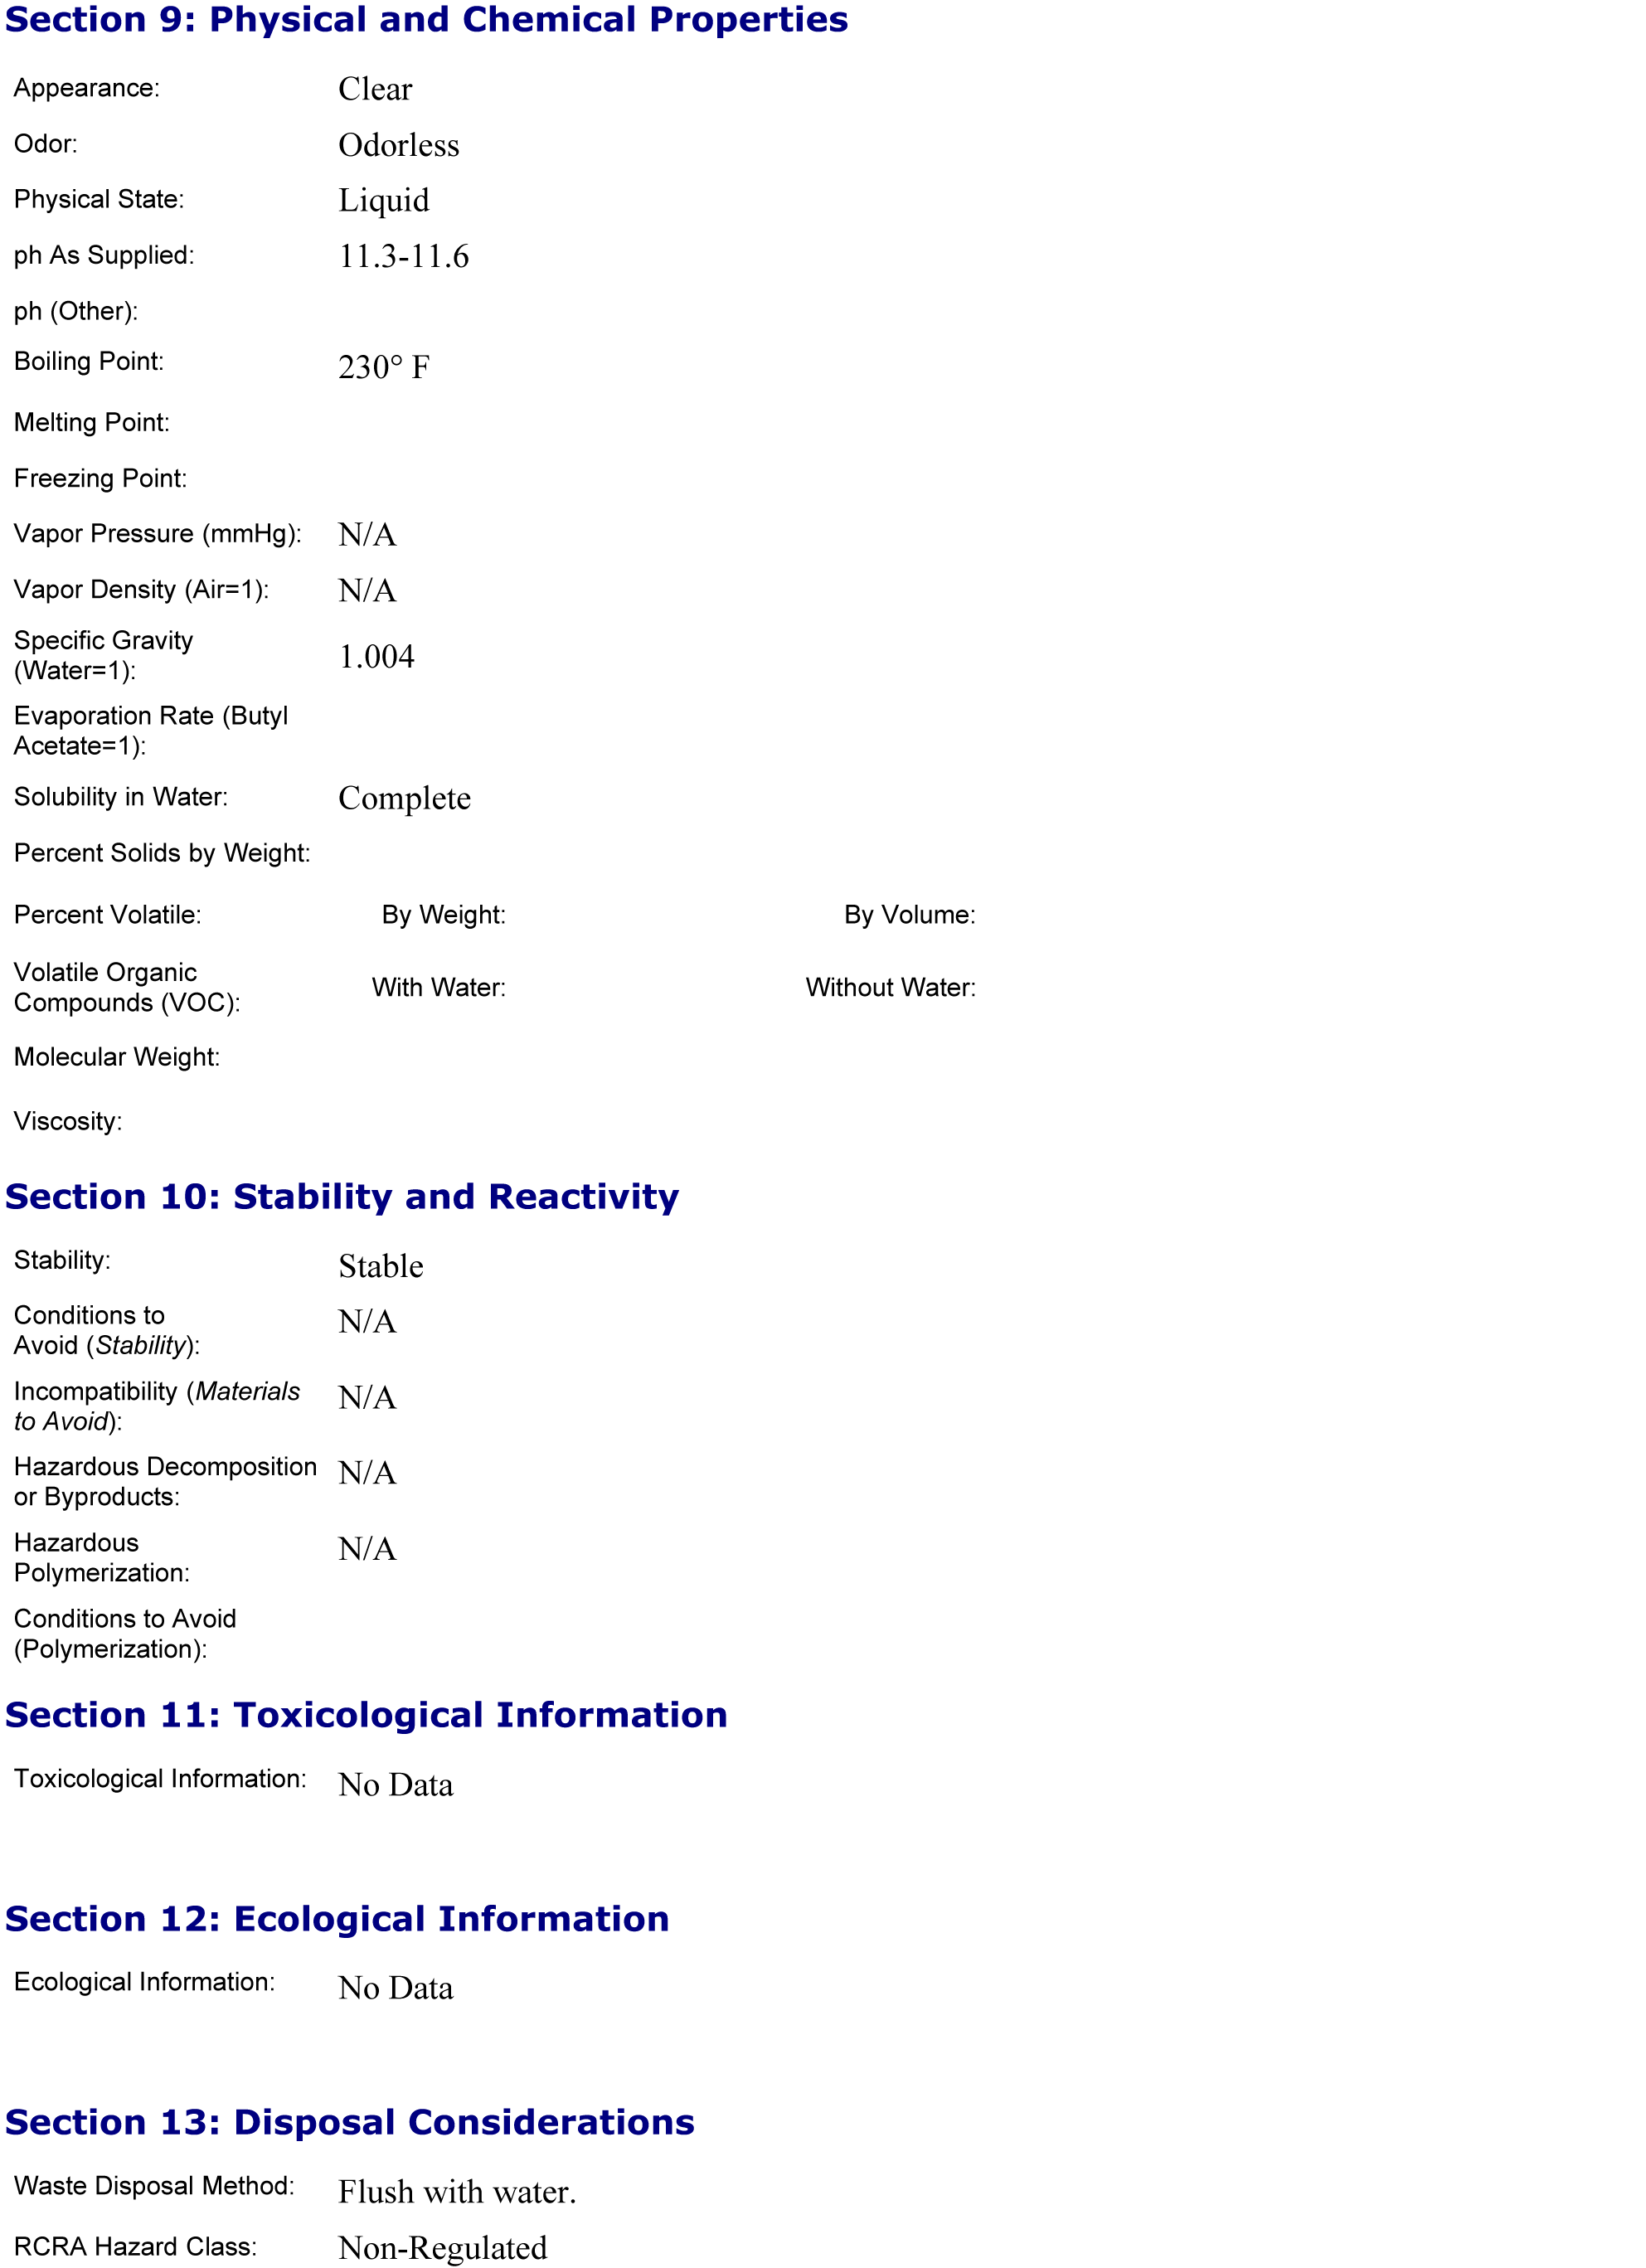 Section 9: Physical and Chemical Properties
Appearance: Clear
Odor: Odorless
Physical State: Liquid
ph As Supplied: 11.3-11.6
ph (Other):
Boiling Point: 230° F
Melting Point:
Freezing Point:
Vapor Pressure (mmHg): N/A
Vapor Density (Air=1): N/A
Specific Gravity
(Water=1): 1.004
Evaporation Rate (Butyl
Acetate=1):
Solubility in Water: Complete
Percent Solids by Weight:
Percent Volatile: By Weight: By Volume:
Volatile Organic
Compounds (VOC): With Water: Without Water:
Molecular Weight:
Viscosity:
Section 10: Stability and Reactivity
Stability: Stable
Conditions to N/A
Avoid (Stability):
Incompatibility (Materials N/A
to Avoid):
Hazardous Decomposition N/A
or Byproducts:
Hazardous N/A
Polymerization:
Conditions to Avoid
(Polymerization):
Section 11: Toxicological Information
Toxicological Information: No Data
Section 12: Ecological Information
Ecological Information: No Data
Section 13: Disposal Considerations
Waste Disposal Method: Flush with water.
RCRA Hazard Class: Non-Regulated